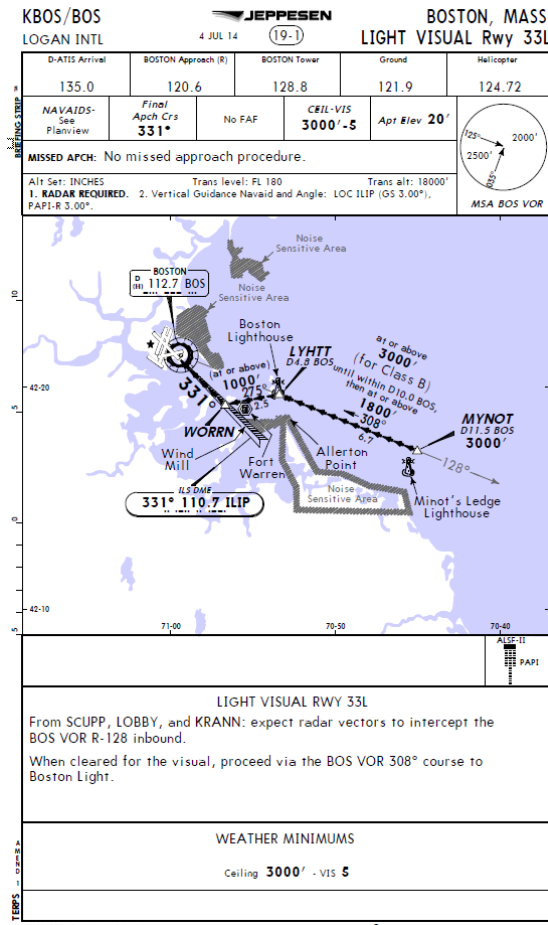 KBOS/BOS JEPPESEN BOSTON, MASS
LOGAN INTL 4 JUL 14 19-1 LIGHT VISUAL Rwy 33L
D-ATIS Arrival BOSTON Approach (R) BOSTON Tower Ground Helicopter
135.0 120.6 128.8 121.9 124.72
BRIEFING STRIP
NAVAIDS-
See
Planview
Final
Apch Crs
331°
No FAF
CEIL-VIS
3000'-5
Apt Elev 20'
MISSED APCH: No missed approach procedure.
Alt Set: INCHES Trans level: FL 180 Trans alt: 18000'
1. RADAR REQUIRED. 2. Vertical Guidance Navaid and Angle: LOC ILIP (GS 3.00°),
PAPI-R 3.00°.
125°
2000'
2500'
035°
MSA BOS VOR
Noise
Sensitive Area
BOSTON
D
(H) 112.7 BOS
Noise
Sensitive Area
Boston
Lighthouse
(at or above)
1000'
275°
2.5
331°
LYHTT
D4.8 BOS
at or above
3000'
(for Class B)
until within D10.0 BOS,
then at or above
1800'
308°
6.7
MYNOT
D11.5 BOS
3000'
128°
WORRN
Wind
Mill
Fort
Warren
Allerton
Point
Noise
Sensitive Area
Minot's Ledge
Lighthouse
ILS DME
331° 110.7 ILIP
10
42-20
5
0
42-10
5
71-00 70-50 70-40
ALSF-II
PAPI
LIGHT VISUAL RWY 33L
From SCUPP, LOBBY, and KRANN: expect radar vectors to intercept the
BOS VOR R-128 inbound.
When cleared for the visual, proceed via the BOS VOR 308° course to
Boston Light.
WEATHER MINIMUMS
Ceiling 3000' - VIS 5
TERPS AMEND 1